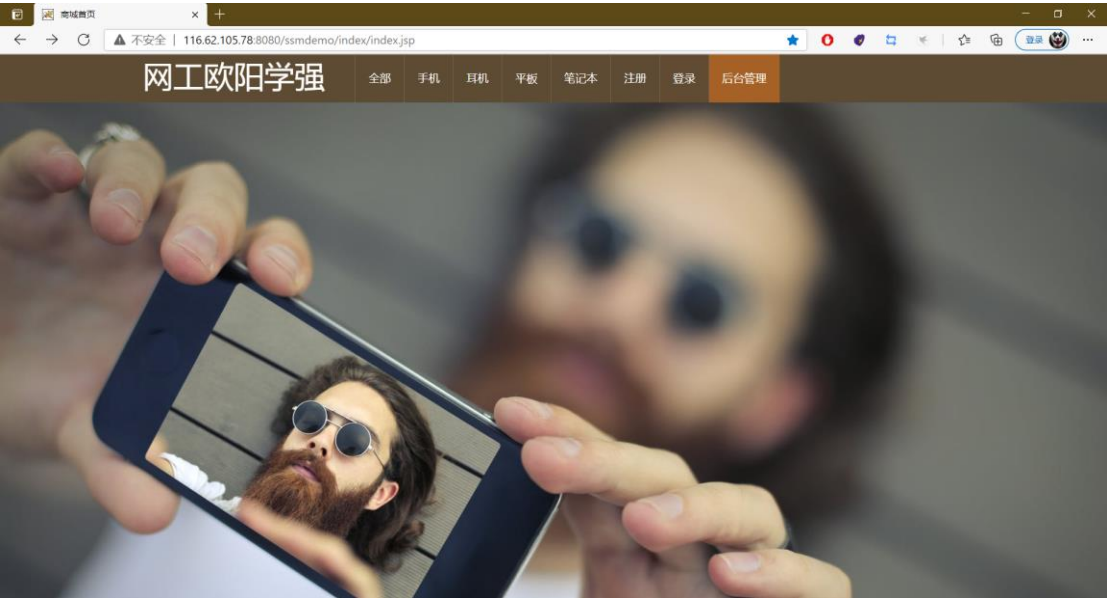 商城首页
不安全 | 116.62.105.78:8080/ssmdemo/index/index.jsp
登录
网工欧阳学强 全部 手机 耳机 平板 笔记本 注册 登录 后台管理